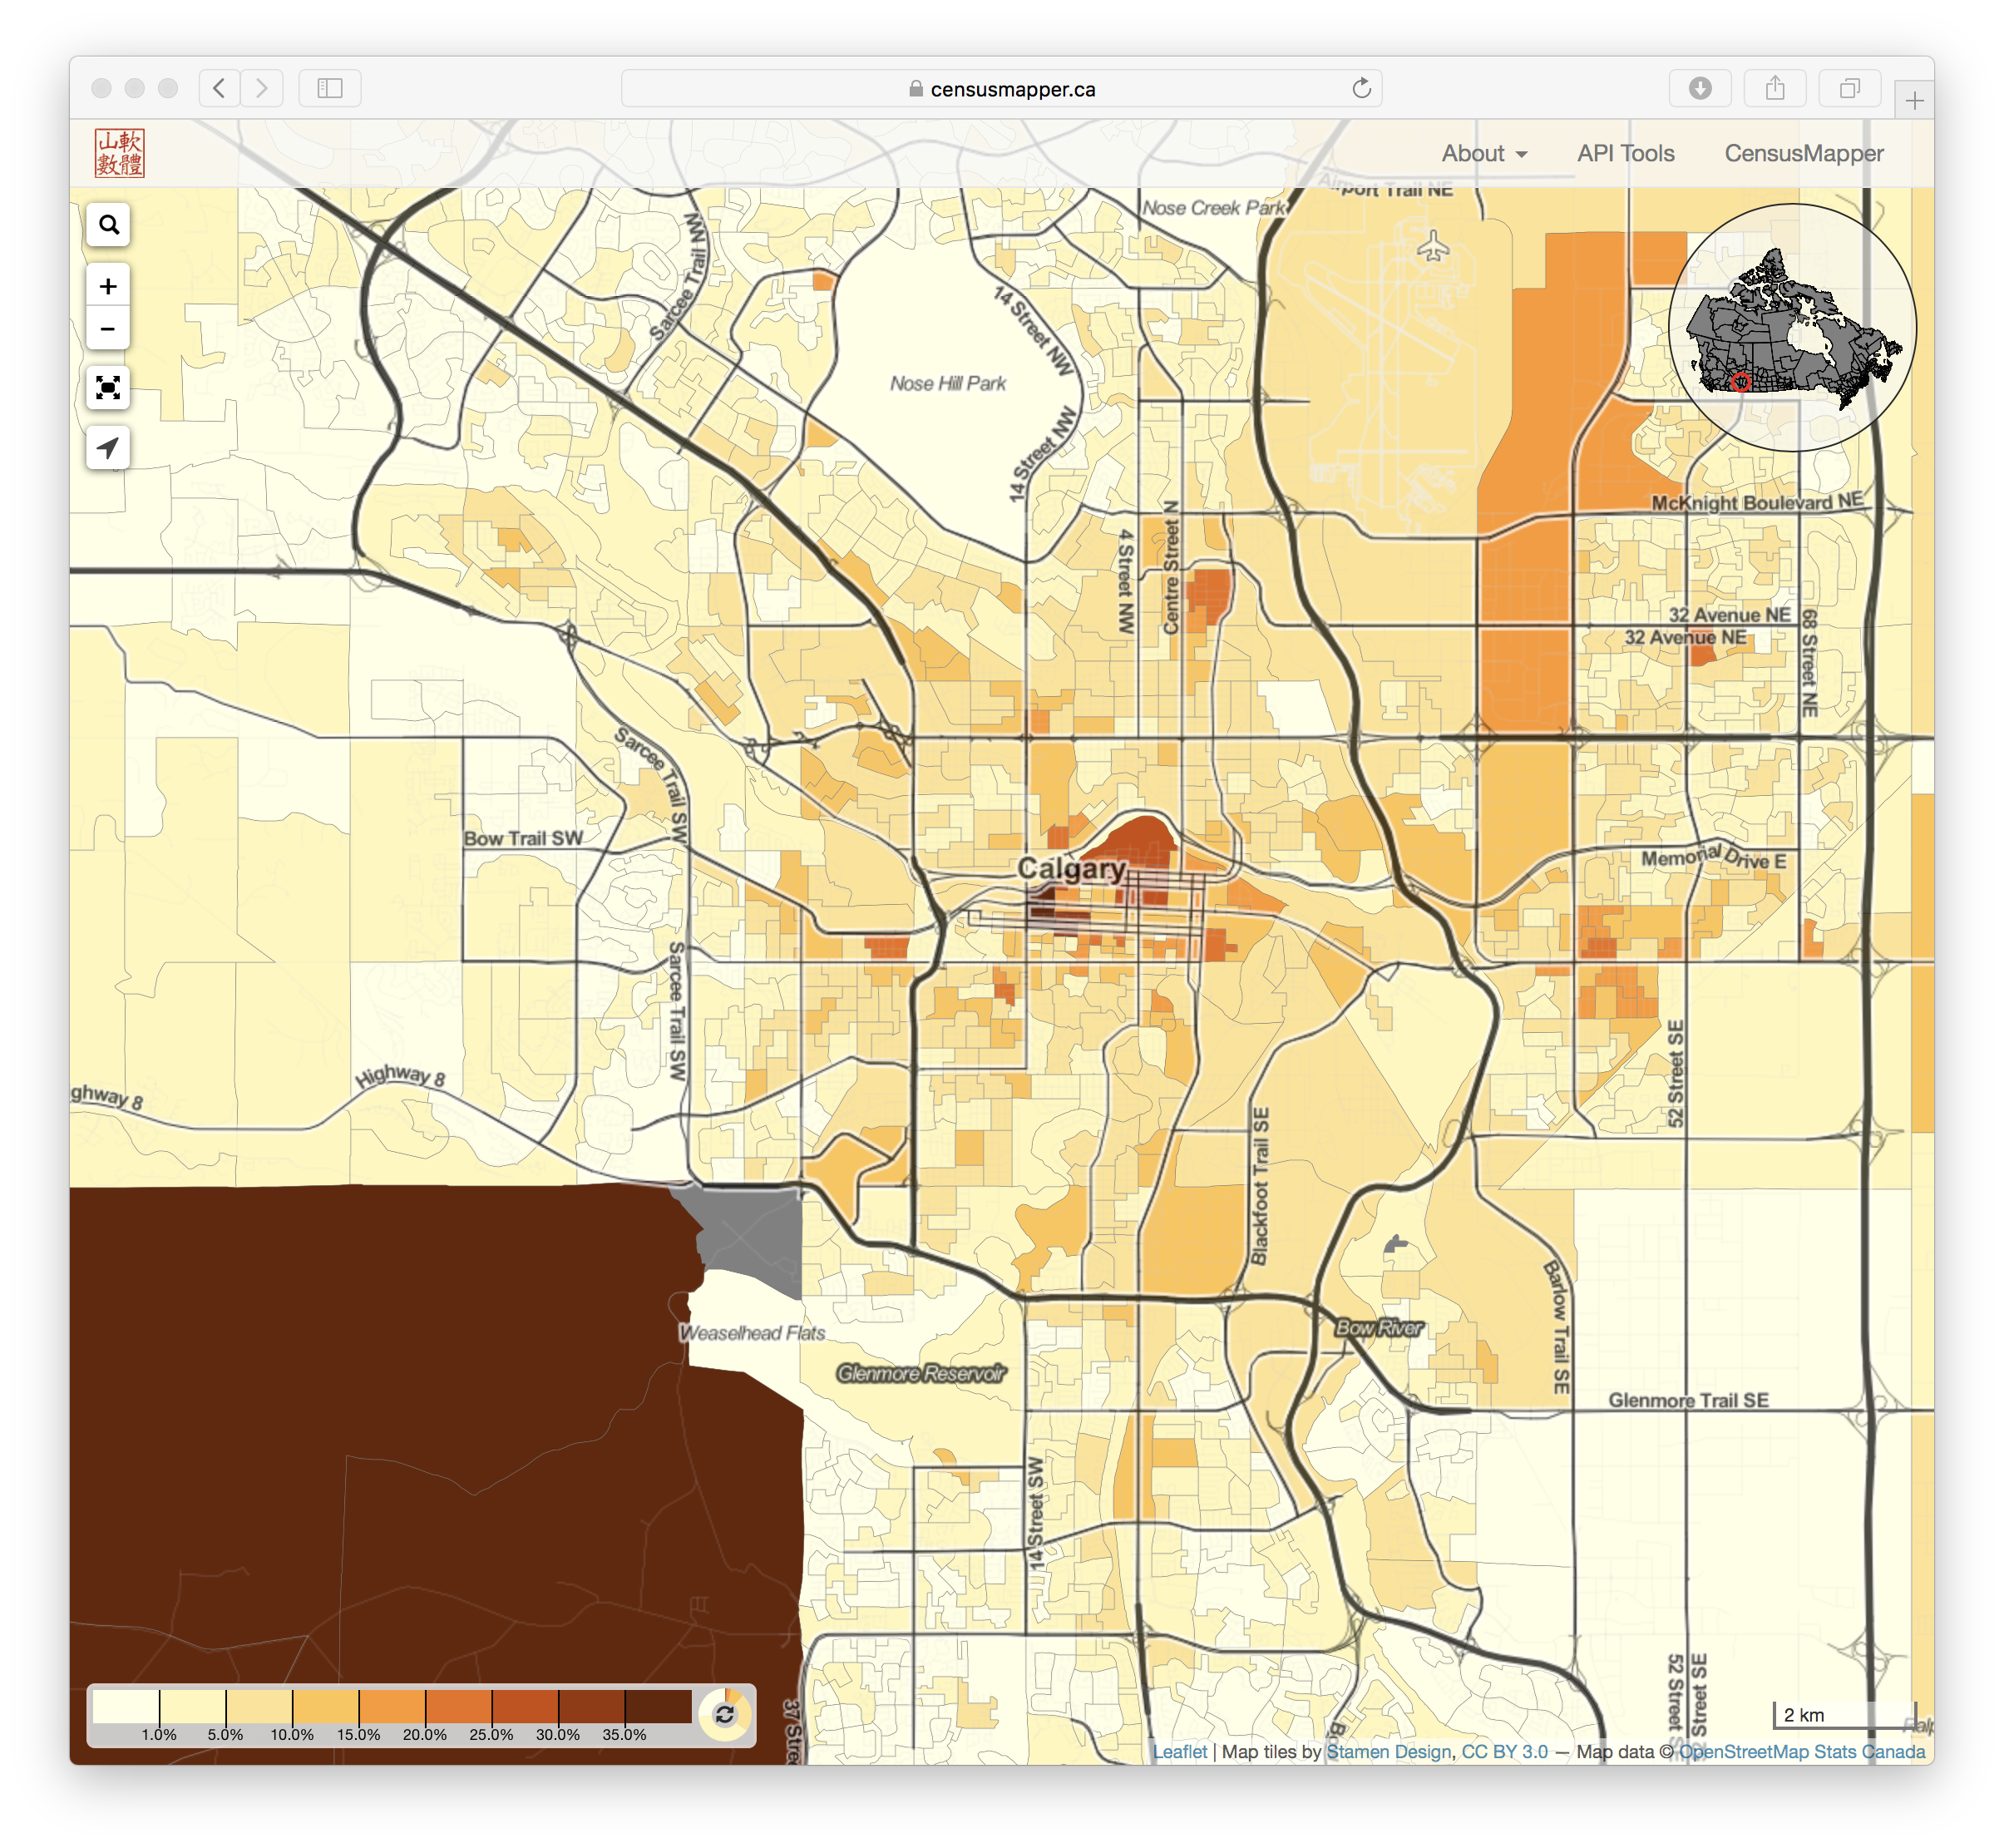 censusmapper.ca
山軟
數體
About
API Tools
CensusMapper
Airport Trail NE
Nose Creek Park
Sarcee Trail NW
Sarcee Trail
14 Street NW
Nose Hill Park
14 Street NW
McKnight Boulevard NE
4 Street NW
Centre Street N
32 Avenue NE
32 Avenue NE
68 Street NE
Sarcee Trail SW
Bow Trail SW
Memorial Drive E
Calgary
Sarcee Trail SW
52 Street SE
Highway 8
ghway 8
Blackfoot Trail SE
Barlow Trail SE
Weaselhead Flats
Bow River
Glenmore Reservoir
Glenmore Trail SE
14 Street SW
52 Street SE
Street SE
37 Stre
Bow
2 km
1.0% 5.0% 10.0% 15.0% 20.0% 25.0% 30.0% 35.0%
Leaflet | Map tiles by Stamen Design, CC BY 3.0 — Map data © OpenStreetMap Stats Canada